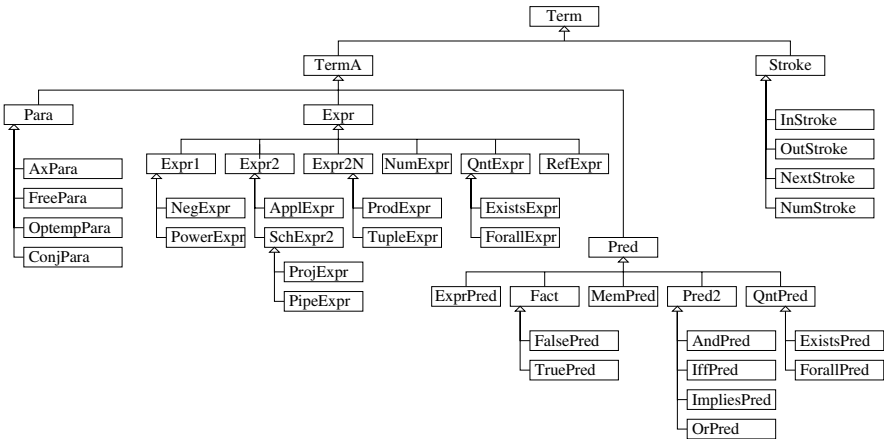 Term
TermA
Stroke
Para
Expr
InStroke
OutStroke
NextStroke
NumStroke
Expr1
Expr2
Expr2N
NumExpr
QntExpr
RefExpr
AxPara
FreePara
OptempPara
ConjPara
NegExpr
PowerExpr
ApplExpr
SchExpr2
ProdExpr
TupleExpr
ExistsExpr
ForallExpr
ProjExpr
PipeExpr
Pred
ExprPred
Fact
MemPred
Pred2
QntPred
FalsePred
TruePred
AndPred
IffPred
ImpliesPred
OrPred
ExistsPred
ForallPred